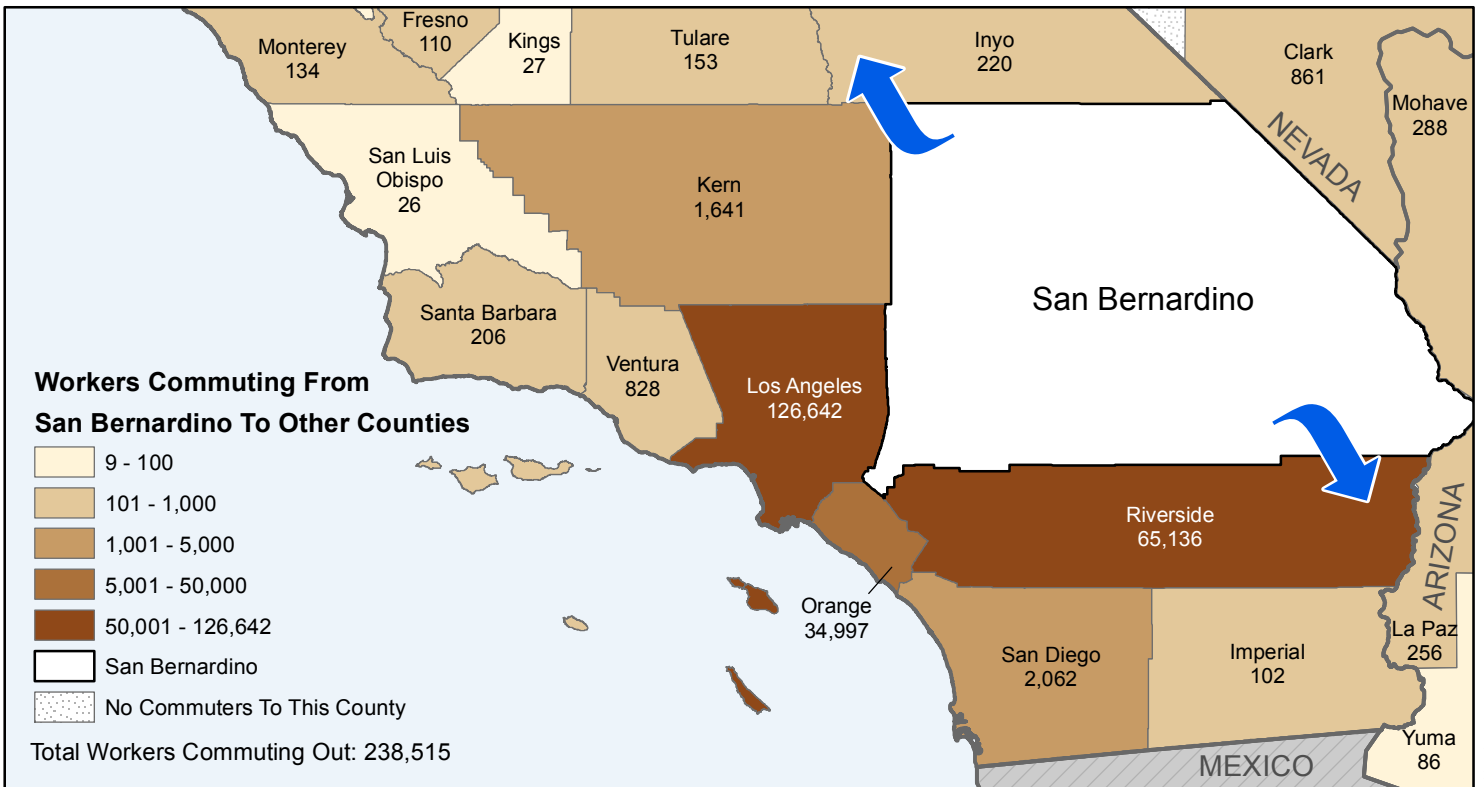 Fresno
110
Monterey
134
Kings
27
Tulare
153
Inyo
220
Clark
861
Mohave
288
NEVADA
San Luis
Obispo
26
Kern
1,641
San Bernardino
Santa Barbara
206
Ventura
828
Los Angeles
126,642
Riverside
65,136
ARIZONA
Orange
34,997
San Diego
2,062
Imperial
102
La Paz
256
Yuma
86
MEXICO
Workers Commuting From
San Bernardino To Other Counties
9 - 100
101 - 1,000
1,001 - 5,000
5,001 - 50,000
50,001 - 126,642
San Bernardino
No Commuters To This County
Total Workers Commuting Out: 238,515